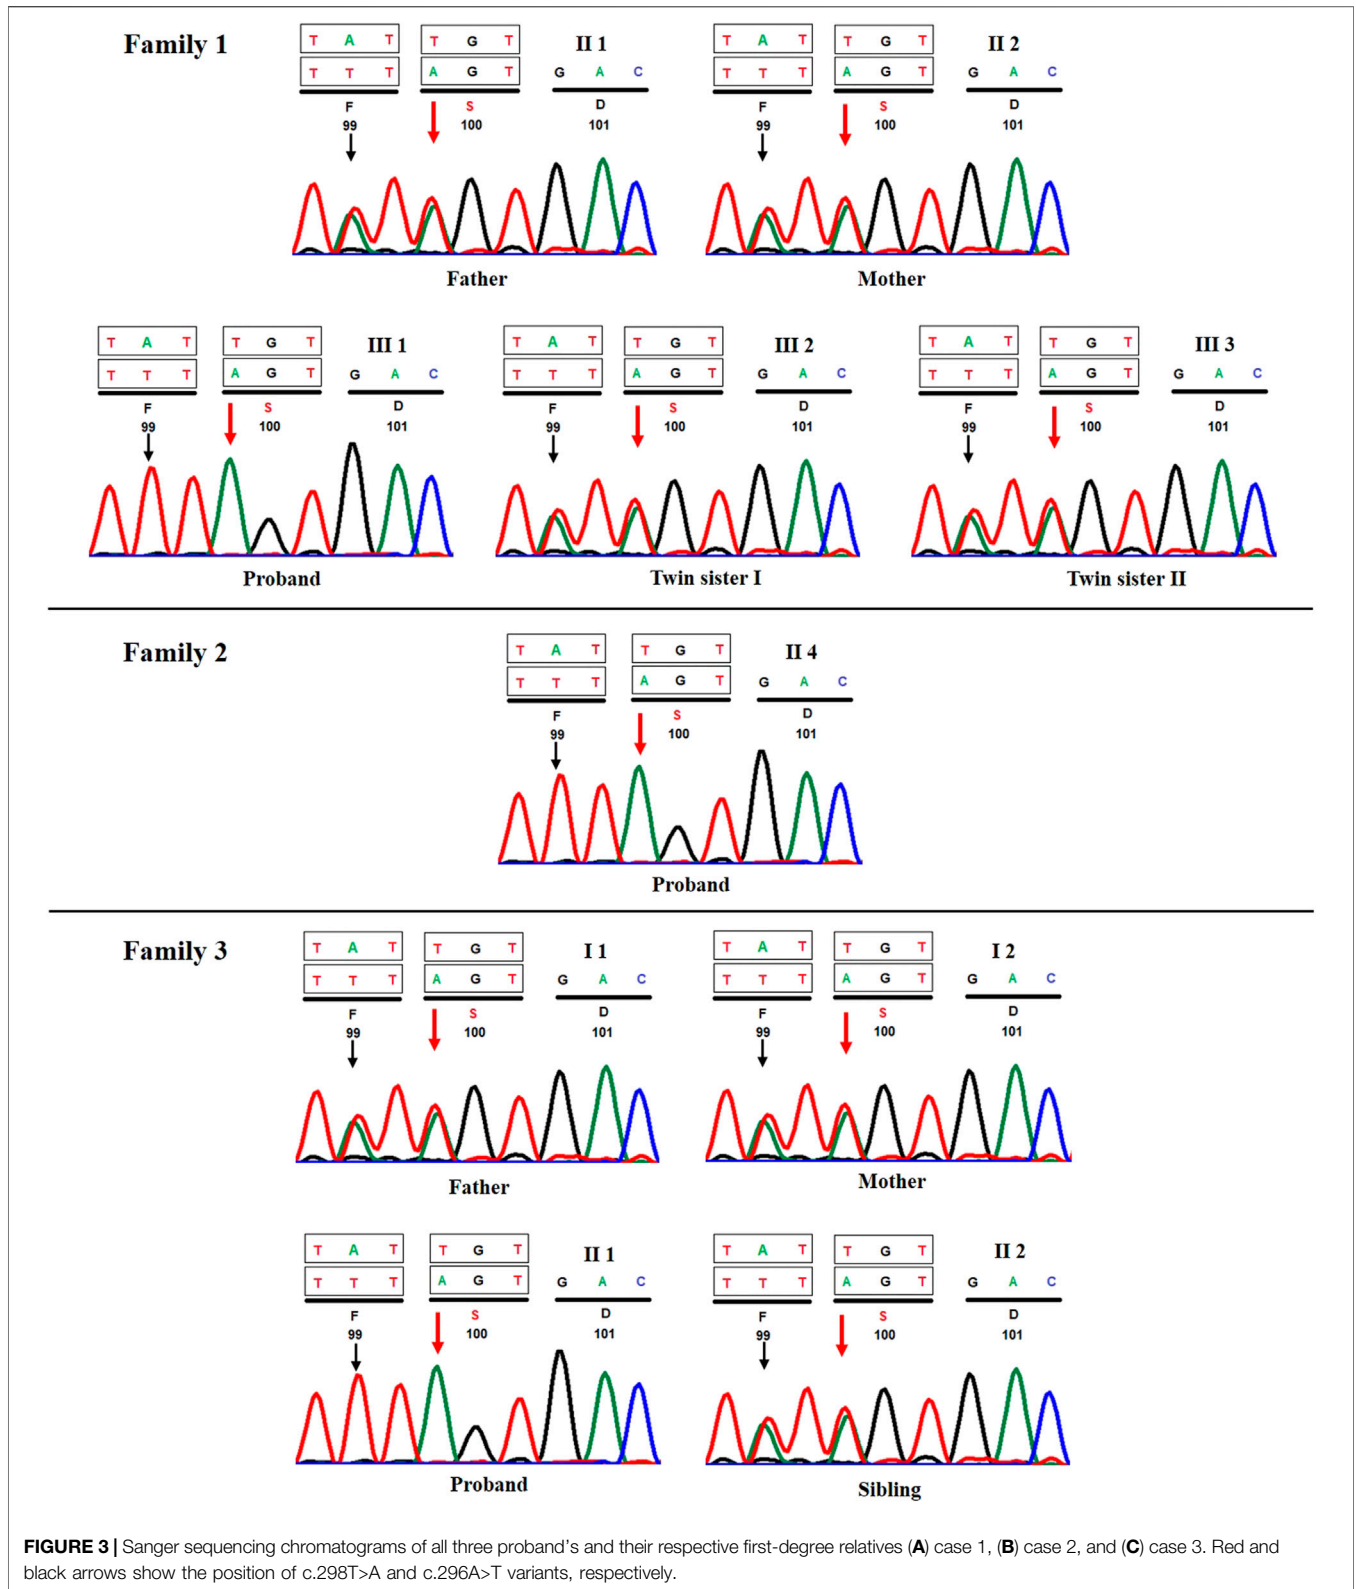 Family 1
T A T T G T II 1
T T T A G T G A C
F S D
99 100 101
Father
T A T T G T II 2
T T T A G T G A C
F S D
99 100 101
Mother
T A T T G T III 1
T T T A G T G A C
F S D
99 100 101
Proband
T A T T G T III 2
T T T A G T G A C
F S D
99 100 101
Twin sister I
T A T T G T III 3
T T T A G T G A C
F S D
99 100 101
Twin sister II
Family 2
T A T T G T II 4
T T T A G T G A C
F S D
99 100 101
Proband
Family 3
T A T T G T I 1
T T T A G T G A C
F S D
99 100 101
Father
T A T T G T I 2
T T T A G T G A C
F S D
99 100 101
Mother
T A T T G T II 1
T T T A G T G A C
F S D
99 100 101
Proband
T A T T G T II 2
T T T A G T G A C
F S D
99 100 101
Sibling
FIGURE 3 | Sanger sequencing chromatograms of all three proband's and their respective first-degree relatives (A) case 1, (B) case 2, and (C) case 3. Red and
black arrows show the position of c.298T>A and c.296A>T variants, respectively.